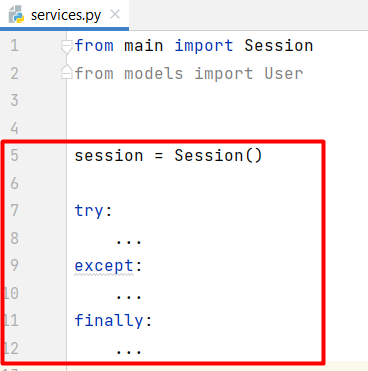 services.py
1 from main import Session
2 from models import User
3
4
5 session = Session()
6
7 try:
8     ...
9 except:
10     ...
11 finally:
12     ...